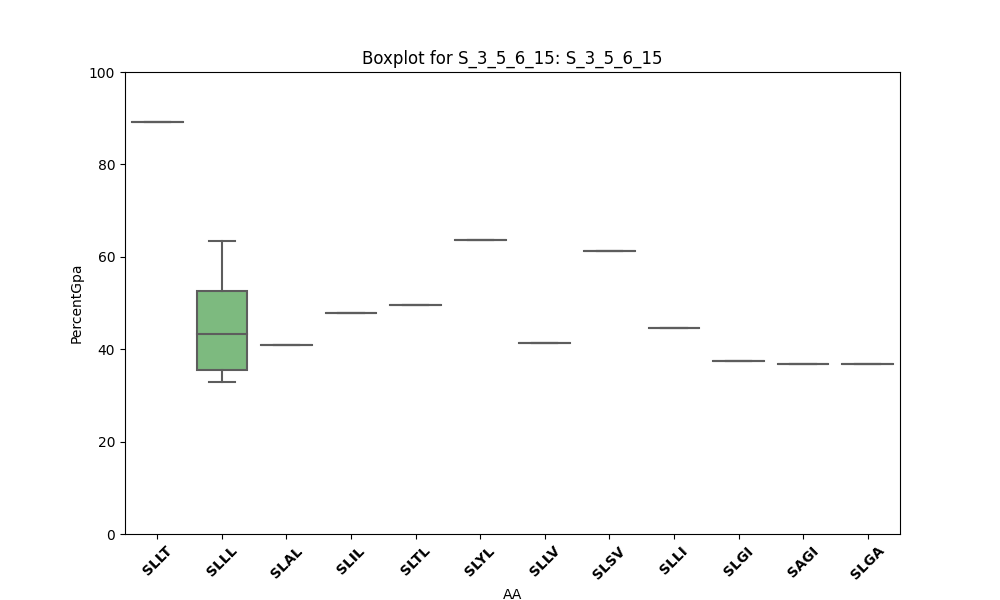 Boxplot for S_3_5_6_15: S_3_5_6_15
100
80
60
40
20
0
PercentGpa
SLLT SLLL SLAL SLIL SLTL SLYL SLLV SLSV SLLI SLGI SAGI SLGA
AA